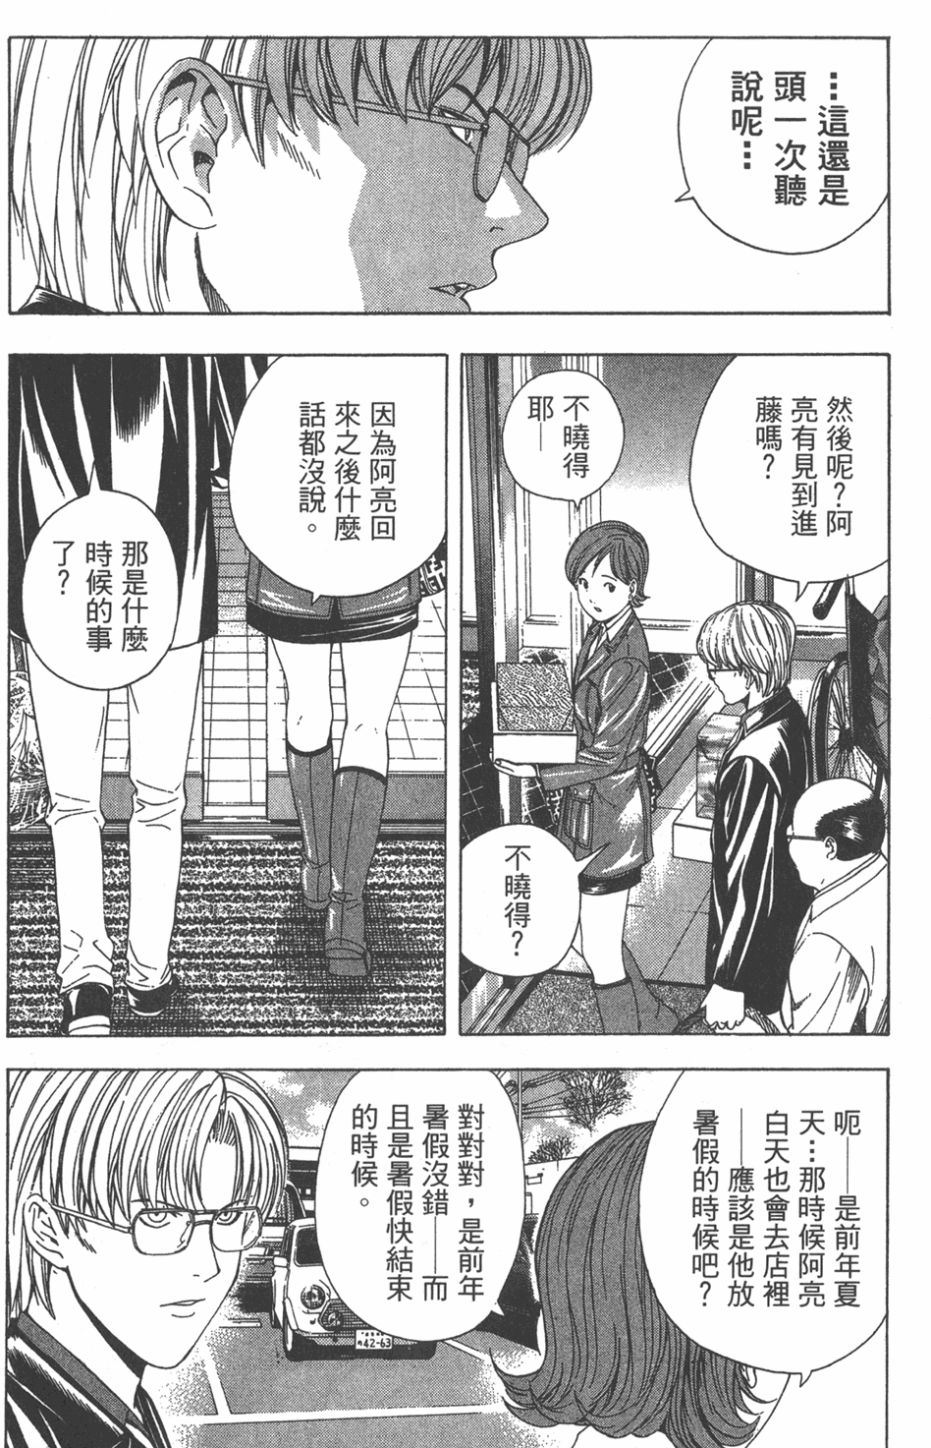 …這還是
頭一次聽
說呢…
然後呢?阿
亮有見到進
藤嗎?
不曉得
耶─
不曉得?
因為阿亮回
來之後什麼
話都沒說。
那是什麼
時候的事
了?
呃──是前年夏
天…那時候阿亮
白天也會去店裡
──應該是他放
暑假的時候吧?
對對對,是前年
暑假沒錯──而
且是暑假快結束
的時候。
42-63